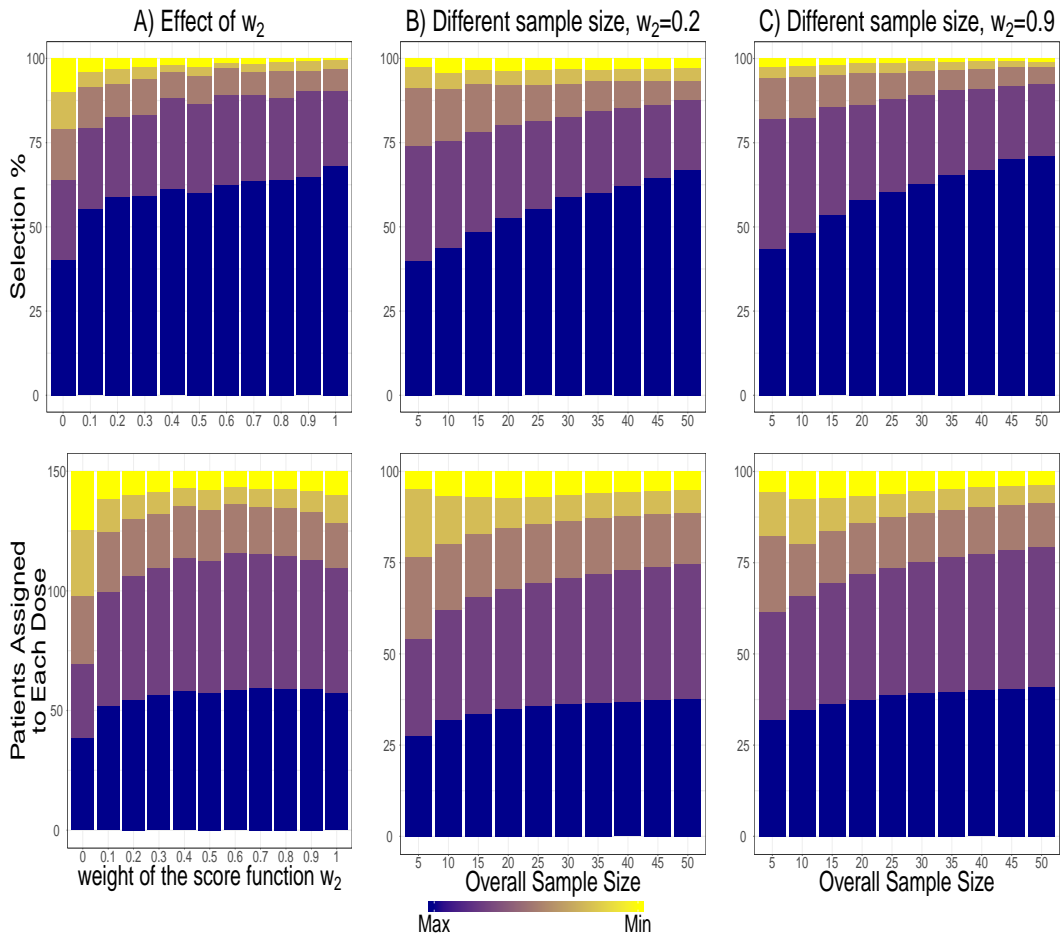 A) Effect of w₂
B) Different sample size, w₂=0.2
C) Different sample size, w₂=0.9
Selection %
100
75
50
25
0
0 0.1 0.2 0.3 0.4 0.5 0.6 0.7 0.8 0.9 1
100
75
50
25
0
5 10 15 20 25 30 35 40 45 50
100
75
50
25
0
5 10 15 20 25 30 35 40 45 50
Patients Assigned
to Each Dose
150
100
50
0
0 0.1 0.2 0.3 0.4 0.5 0.6 0.7 0.8 0.9 1
weight of the score function w₂
100
75
50
25
0
5 10 15 20 25 30 35 40 45 50
Overall Sample Size
100
75
50
25
0
5 10 15 20 25 30 35 40 45 50
Overall Sample Size
Max Min